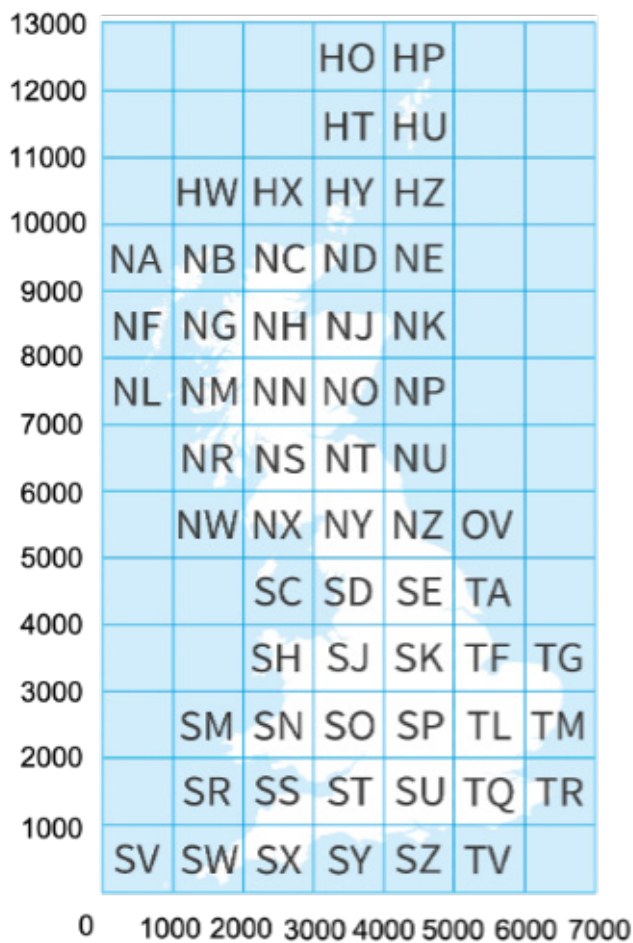 13000
HO HP
12000
HT HU
11000
HW HX HY HZ
10000
NA NB NC ND NE
9000
NF NG NH NJ NK
8000
NL NM NN NO NP
7000
NR NS NT NU
6000
NW NX NY NZ OV
5000
SC SD SE TA
4000
SH SJ SK TF TG
3000
SM SN SO SP TL TM
2000
SR SS ST SU TQ TR
1000
SV SW SX SY SZ TV
0 1000 2000 3000 4000 5000 6000 7000